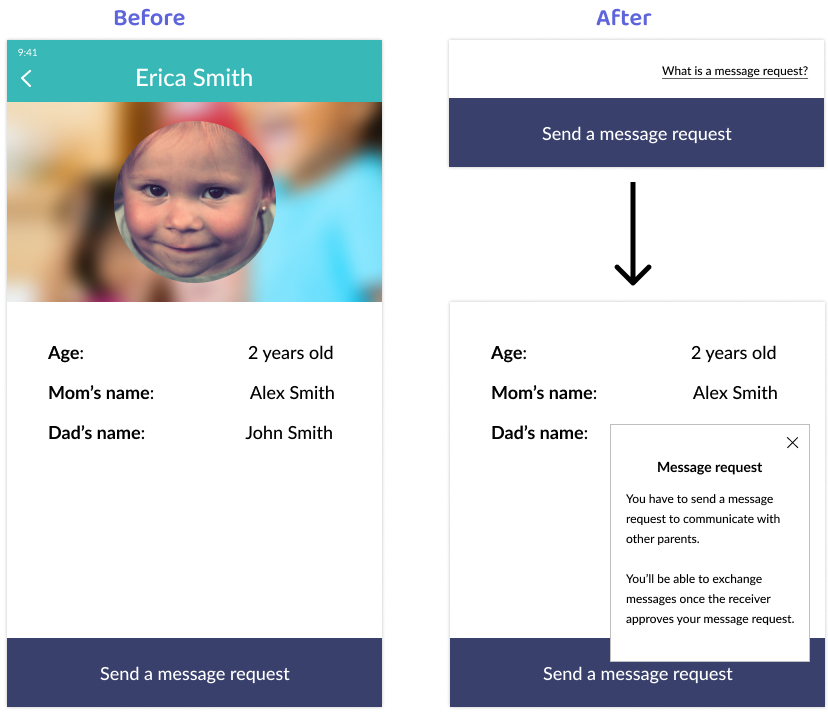 Before
9:41
Erica Smith
Age: 2 years old
Mom's name: Alex Smith
Dad's name: John Smith
Send a message request
After
What is a message request?
Send a message request
Age: 2 years old
Mom's name: Alex Smith
Dad's name:
Message request
You have to send a message
request to communicate with
other parents.
You'll be able to exchange
messages once the receiver
approves your message request.
Send a message request